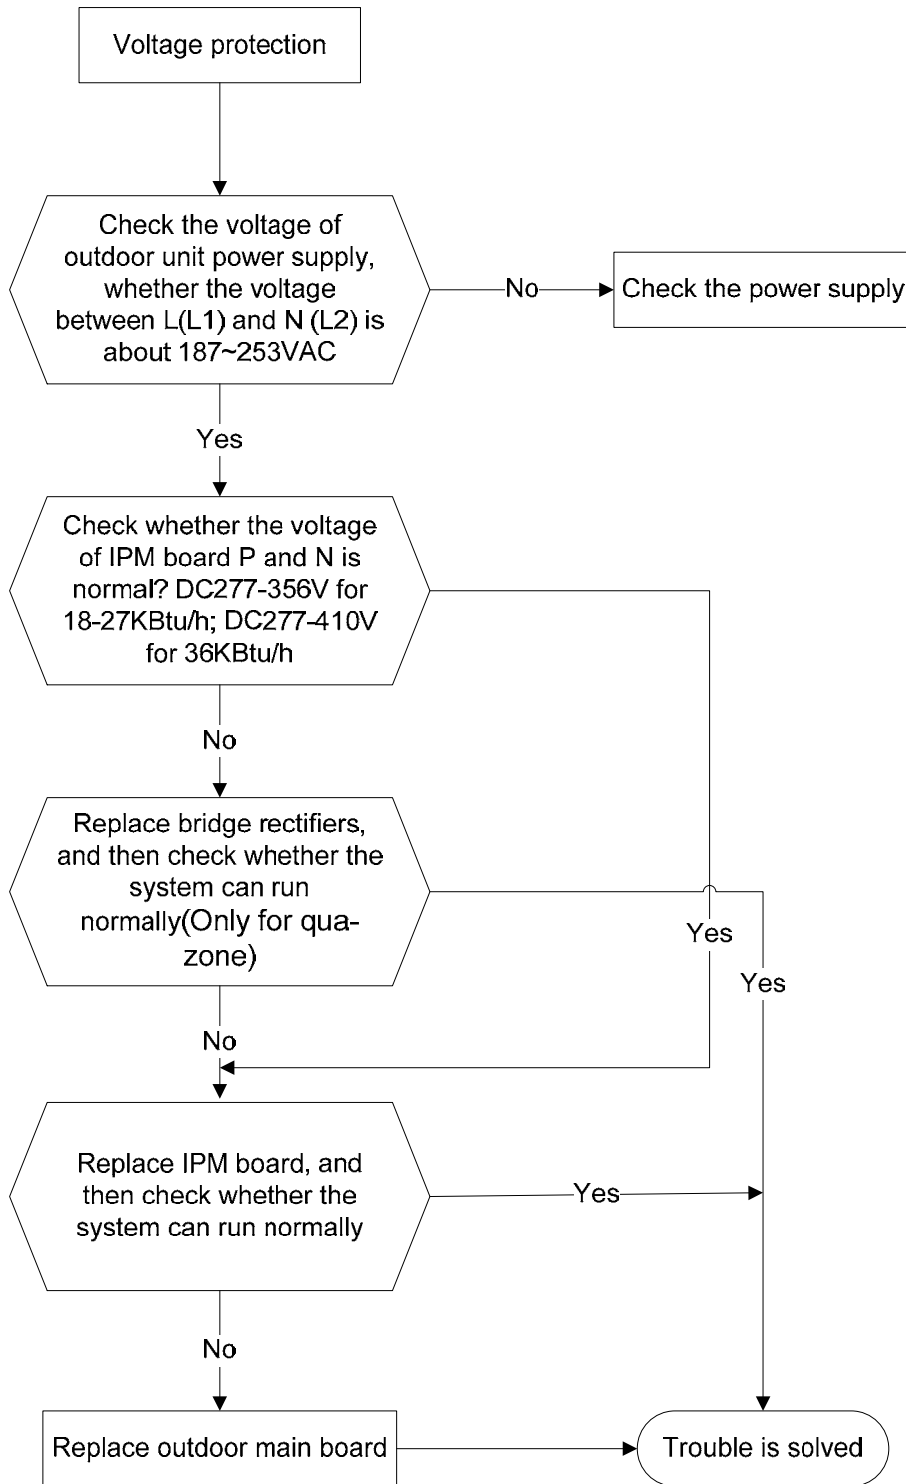 Voltage protection
Check the voltage of
outdoor unit power supply,
whether the voltage
between L(L1) and N (L2) is
about 187~253VAC
No
Check the power supply
Yes
Check whether the voltage
of IPM board P and N is
normal? DC277-356V for
18-27KBtu/h; DC277-410V
for 36KBtu/h
No
Replace bridge rectifiers,
and then check whether the
system can run
normally(Only for qua-
zone)
Yes
Yes
No
Replace IPM board, and
then check whether the
system can run normally
Yes
No
Replace outdoor main board
Trouble is solved